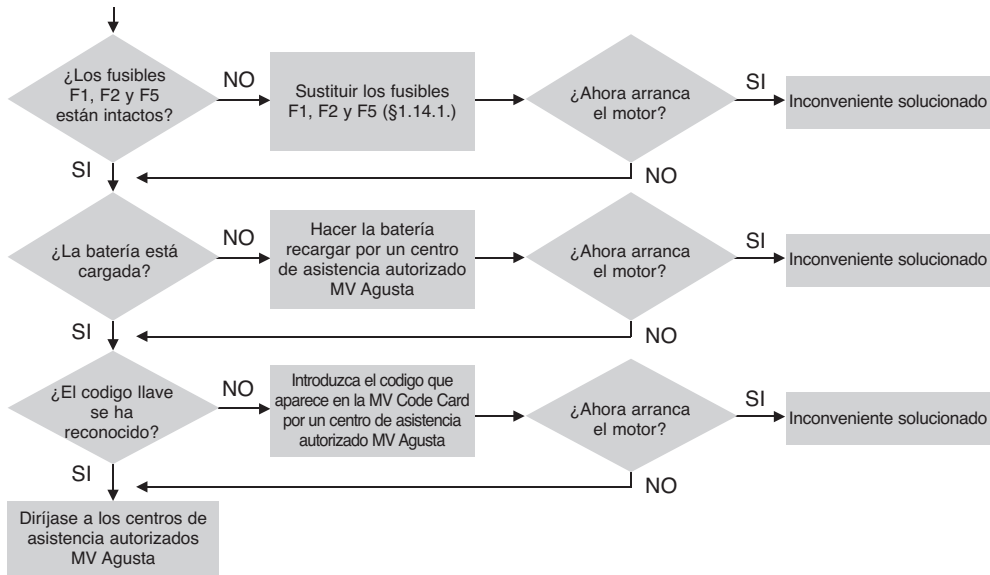 ¿Los fusibles
F1, F2 y F5
están intactos?
NO
Sustituir los fusibles
F1, F2 y F5 (§1.14.1.)
¿Ahora arranca
el motor?
SI
Inconveniente solucionado
SI
NO
¿La batería está
cargada?
NO
Hacer la batería
recargar por un centro
de asistencia autorizado
MV Agusta
¿Ahora arranca
el motor?
SI
Inconveniente solucionado
SI
NO
¿El codigo llave
se ha
reconocido?
NO
Introduzca el codigo que
aparece en la MV Code Card
por un centro de asistencia
autorizado MV Agusta
¿Ahora arranca
el motor?
SI
Inconveniente solucionado
SI
NO
Diríjase a los centros de
asistencia autorizados
MV Agusta